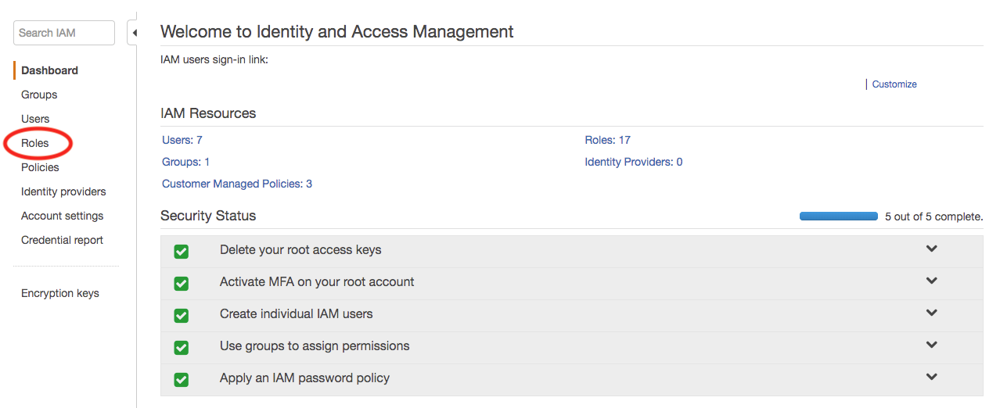 Search IAM
Dashboard
Groups
Users
Roles
Policies
Identity providers
Account settings
Credential report
Encryption keys
Welcome to Identity and Access Management
IAM users sign-in link:
Customize
IAM Resources
Users: 7
Roles: 17
Groups: 1
Identity Providers: 0
Customer Managed Policies: 3
Security Status
5 out of 5 complete.
Delete your root access keys
Activate MFA on your root account
Create individual IAM users
Use groups to assign permissions
Apply an IAM password policy